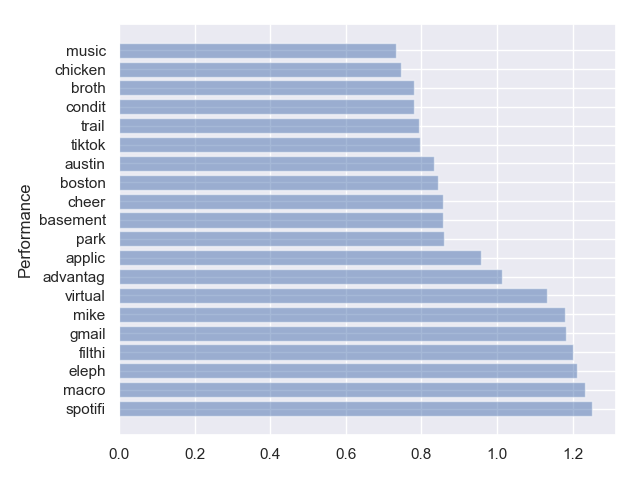 music
chicken
broth
condit
trail
tiktok
austin
boston
cheer
basement
park
applic
advantag
virtual
mike
gmail
filthi
eleph
macro
spotifi
Performance
0.0 0.2 0.4 0.6 0.8 1.0 1.2